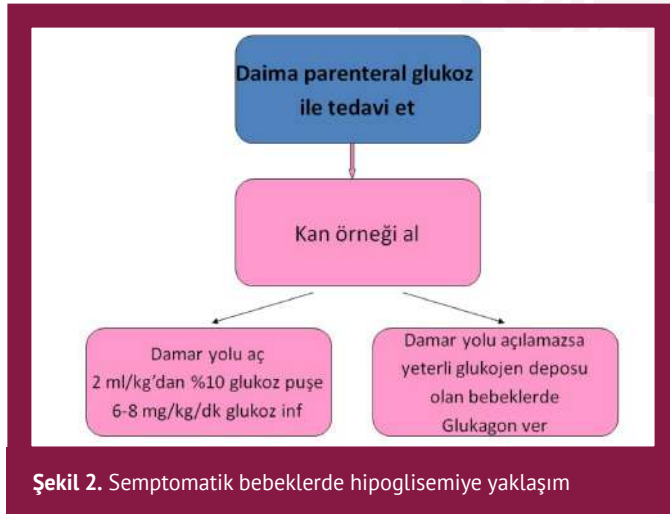 Daima parenteral glukoz
ile tedavi et
Kan örneği al
Damar yolu aç
2 ml/kg'dan %10 glukoz puşe
6-8 mg/kg/dk glukoz inf
Damar yolu açılamazsa
yeterli glukojen deposu
olan bebeklerde
Glukagon ver
Şekil 2. Semptomatik bebeklerde hipoglisemiye yaklaşım